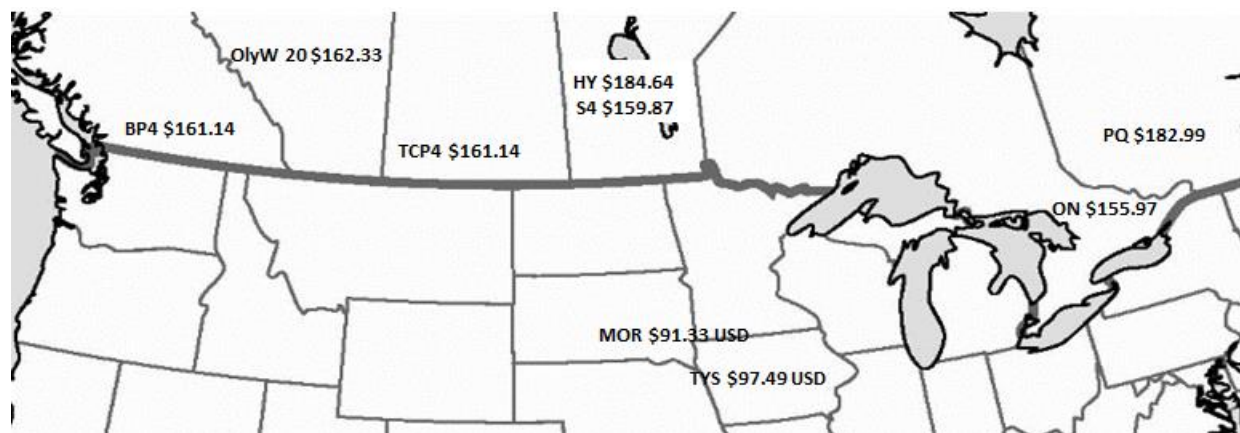 OlyW 20 $162.33
HY $184.64
S4 $159.87
BP4 $161.14
TCP4 $161.14
PQ $182.99
ON $155.97
MOR $91.33 USD
TYS $97.49 USD